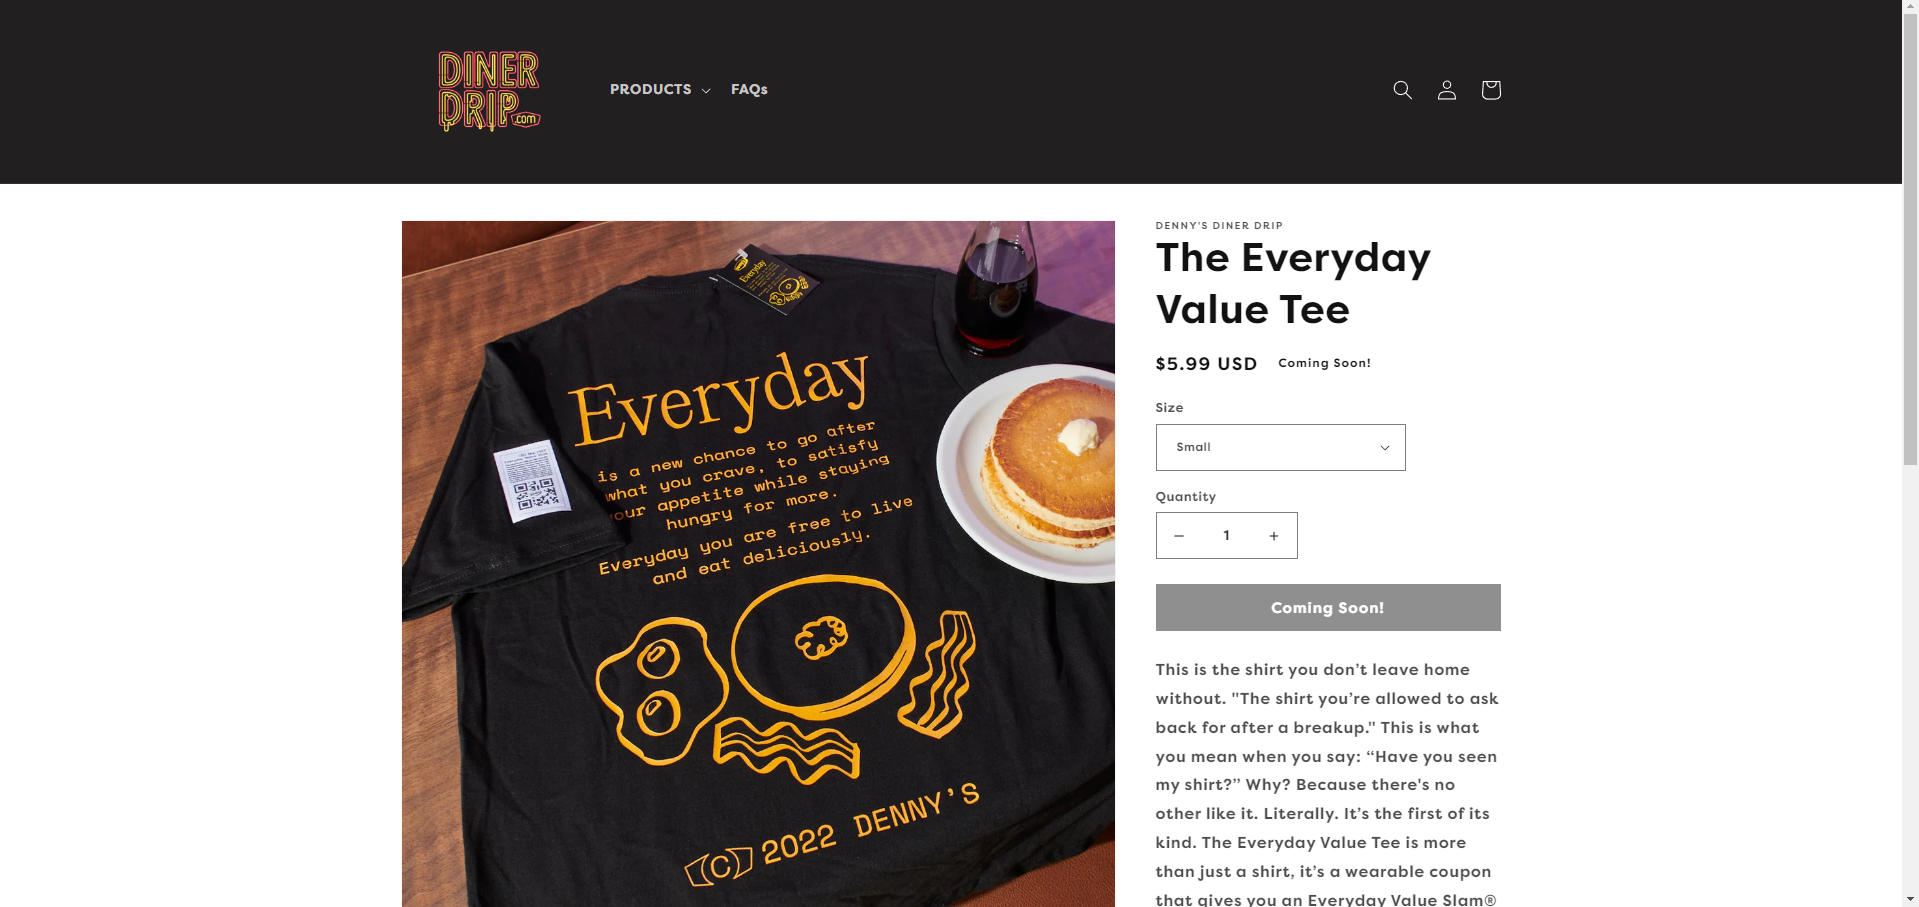 DINER
DRIP
.com
PRODUCTS
FAQs
DENNY'S DINER DRIP
The Everyday
Value Tee
$5.99 USD
Coming Soon!
Size
Small
Quantity
1
Coming Soon!
This is the shirt you don’t leave home
without. "The shirt you’re allowed to ask
back for after a breakup." This is what
you mean when you say: “Have you seen
my shirt?” Why? Because there's no
other like it. Literally. It’s the first of its
kind. The Everyday Value Tee is more
than just a shirt, it’s a wearable coupon
that gives you an Everyday Value Slam®
Everyday
Everyday
is a new chance to go after
what you crave, to satisfy
your appetite while staying
hungry for more.
Everyday you are free to live
and eat deliciously.
(C) 2022 DENNY'S